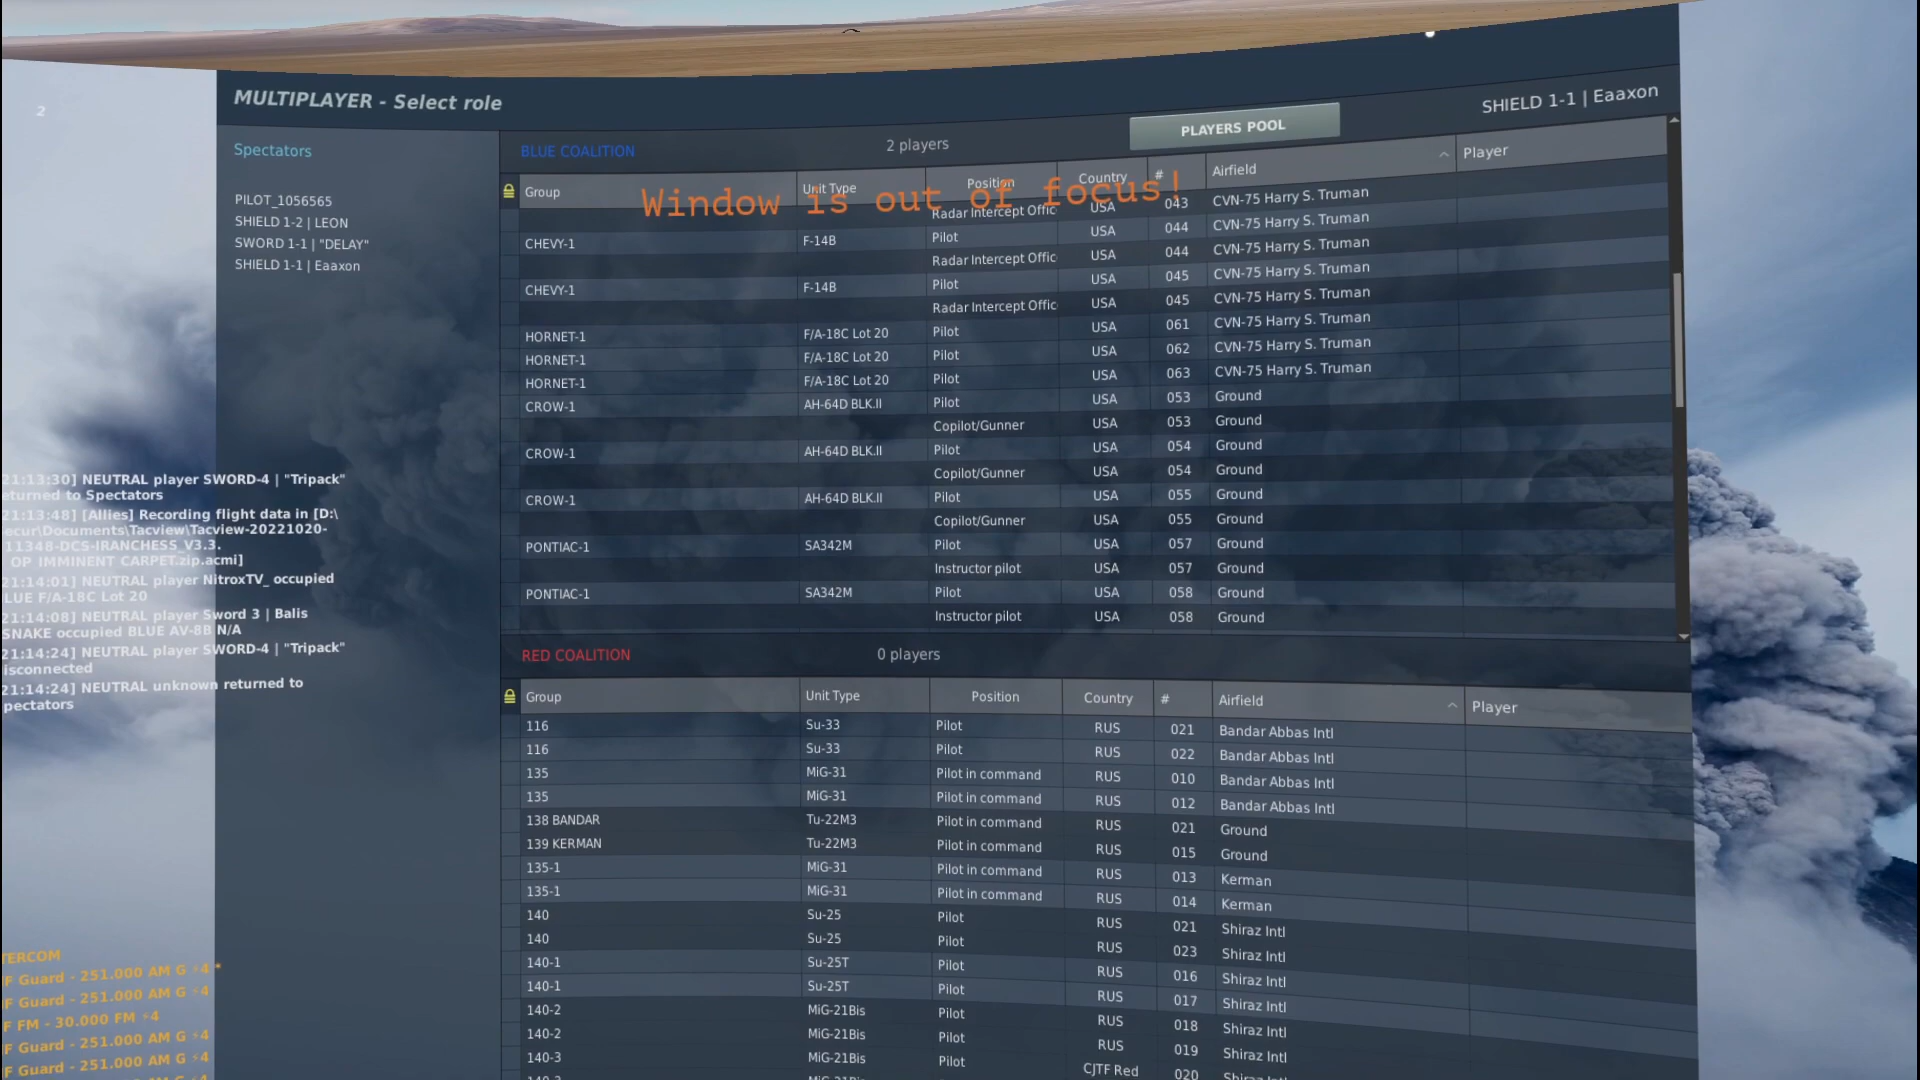 2
MULTIPLAYER - Select role
SHIELD 1-1 | Eaaxon
Spectators
PILOT_1056565
SHIELD 1-2 | LEON
SWORD 1-1 | "DELAY"
SHIELD 1-1 | Eaaxon
BLUE COALITION 2 players PLAYERS POOL
Group Unit Type Position Country # Airfield Player
Window is out of focus!
Radar Intercept Offic USA 043 CVN-75 Harry S. Truman
CHEVY-1 F-14B Pilot USA 044 CVN-75 Harry S. Truman
Radar Intercept Offic USA 044 CVN-75 Harry S. Truman
CHEVY-1 F-14B Pilot USA 045 CVN-75 Harry S. Truman
Radar Intercept Offic USA 045 CVN-75 Harry S. Truman
HORNET-1 F/A-18C Lot 20 Pilot USA 061 CVN-75 Harry S. Truman
HORNET-1 F/A-18C Lot 20 Pilot USA 062 CVN-75 Harry S. Truman
HORNET-1 F/A-18C Lot 20 Pilot USA 063 CVN-75 Harry S. Truman
CROW-1 AH-64D BLK.II Pilot USA 053 Ground
Copilot/Gunner USA 053 Ground
CROW-1 AH-64D BLK.II Pilot USA 054 Ground
Copilot/Gunner USA 054 Ground
CROW-1 AH-64D BLK.II Pilot USA 055 Ground
Copilot/Gunner USA 055 Ground
PONTIAC-1 SA342M Pilot USA 057 Ground
Instructor pilot USA 057 Ground
PONTIAC-1 SA342M Pilot USA 058 Ground
Instructor pilot USA 058 Ground
21:13:30] NEUTRAL player SWORD-4 | "Tripack"
eturned to Spectators
21:13:48] [Allies] Recording flight data in [D:\
ecur\Documents\Tacview\Tacview-20221020-
11348-DCS-IRANCHESS_V3.3.
OP IMMINENT CARPET.zip.acmi]
21:14:01] NEUTRAL player NitroxTV_ occupied
LUE F/A-18C Lot 20
21:14:08] NEUTRAL player Sword 3 | Balis
SNAKE occupied BLUE AV-8B N/A
21:14:24] NEUTRAL player SWORD-4 | "Tripack"
isconnected
21:14:24] NEUTRAL unknown returned to
pectators
RED COALITION 0 players
Group Unit Type Position Country # Airfield Player
116 Su-33 Pilot RUS 021 Bandar Abbas Intl
116 Su-33 Pilot RUS 022 Bandar Abbas Intl
135 MiG-31 Pilot in command RUS 010 Bandar Abbas Intl
135 MiG-31 Pilot in command RUS 012 Bandar Abbas Intl
138 BANDAR Tu-22M3 Pilot in command RUS 021 Ground
139 KERMAN Tu-22M3 Pilot in command RUS 015 Ground
135-1 MiG-31 Pilot in command RUS 013 Kerman
135-1 MiG-31 Pilot in command RUS 014 Kerman
140 Su-25 Pilot RUS 021 Shiraz Intl
140 Su-25 Pilot RUS 023 Shiraz Intl
140-1 Su-25T Pilot RUS 016 Shiraz Intl
140-1 Su-25T Pilot RUS 017 Shiraz Intl
140-2 MiG-21Bis Pilot RUS 018 Shiraz Intl
140-2 MiG-21Bis Pilot RUS 019 Shiraz Intl
140-3 MiG-21Bis Pilot CJTF Red 020
TERCOM
F Guard - 251.000 AM G ⚡4 *
F Guard - 251.000 AM G ⚡4
F FM - 30.000 FM ⚡4
F Guard - 251.000 AM G ⚡4
F Guard - 251.000 AM G ⚡4